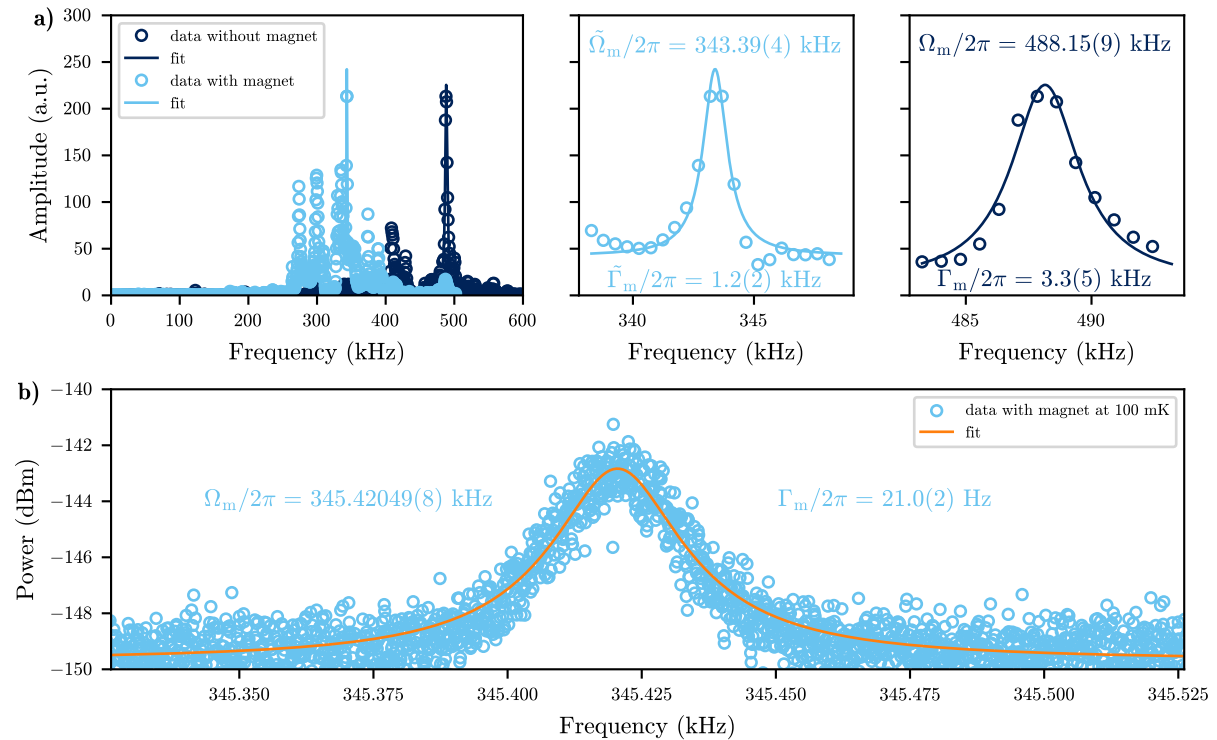 a)
300
250
200
150
100
50
0
Amplitude (a.u.)
data without magnet
fit
data with magnet
fit
0 100 200 300 400 500 600
Frequency (kHz)
Ω̃ₘ/2π = 343.39(4) kHz
Γ̃ₘ/2π = 1.2(2) kHz
340 345
Frequency (kHz)
Ωₘ/2π = 488.15(9) kHz
Γₘ/2π = 3.3(5) kHz
485 490
Frequency (kHz)
b)
−140
−142
−144
−146
−148
−150
Power (dBm)
data with magnet at 100 mK
fit
Ωₘ/2π = 345.42049(8) kHz
Γₘ/2π = 21.0(2) Hz
345.350 345.375 345.400 345.425 345.450 345.475 345.500 345.525
Frequency (kHz)